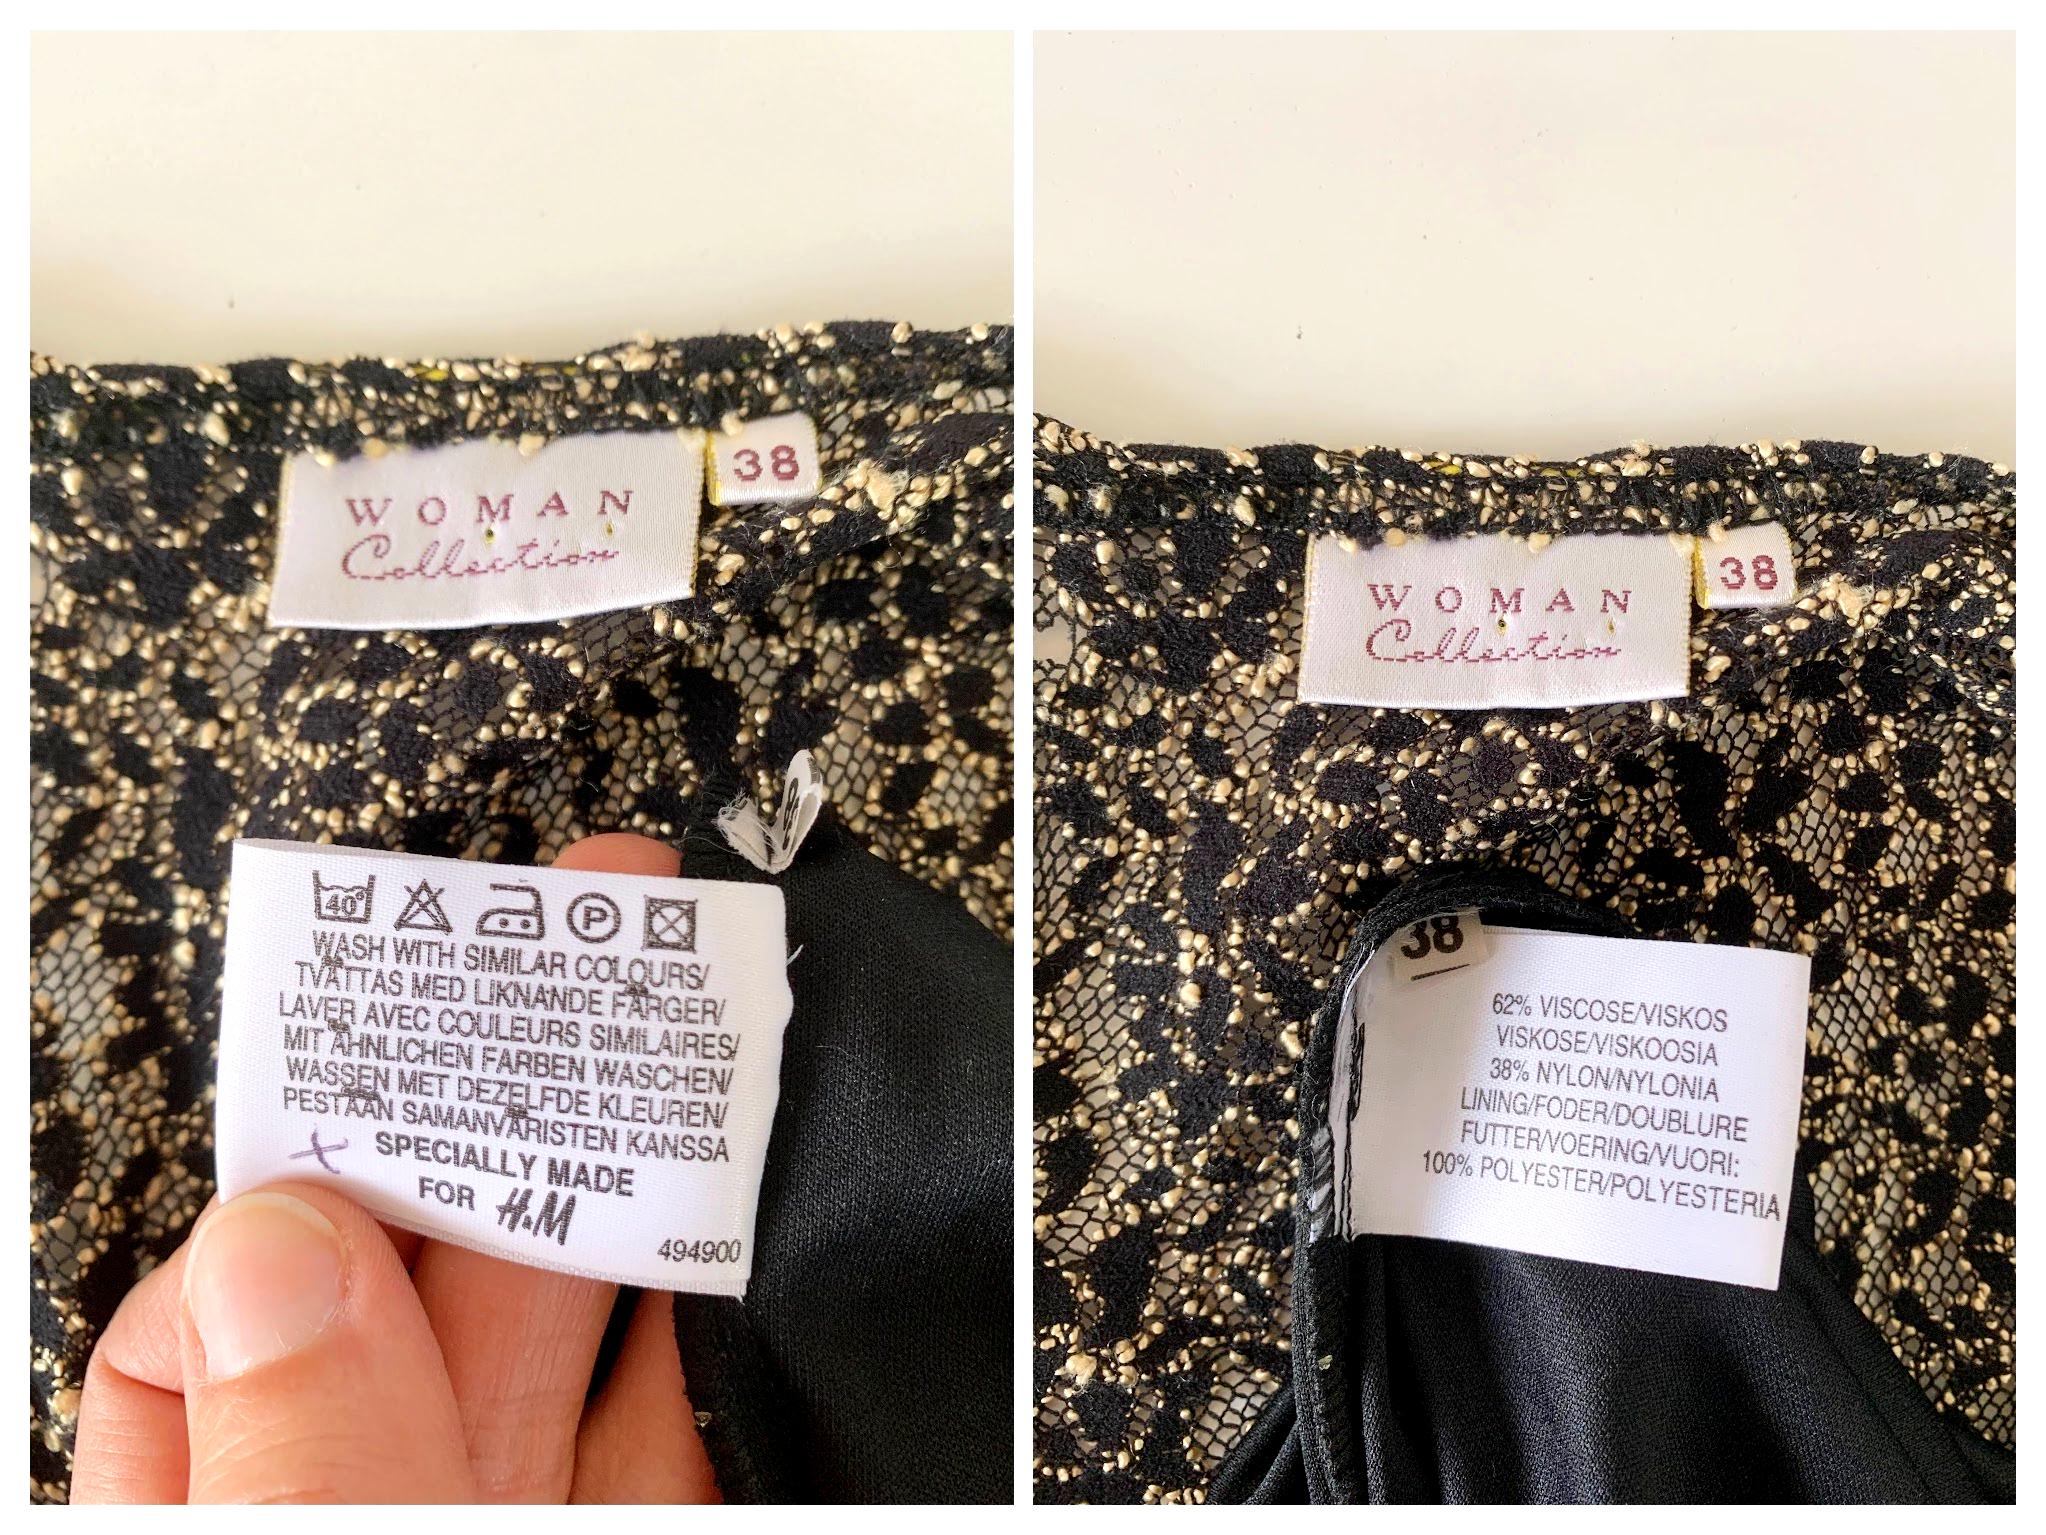 WOMAN
Collection
38
40°
P
WASH WITH SIMILAR COLOURS/
TVÄTTAS MED LIKNANDE FÄRGER/
LAVER AVEC COULEURS SIMILAIRES/
MIT ÄHNLICHEN FARBEN WASCHEN/
WASSEN MET DEZELFDE KLEUREN/
PESTÄÄN SAMANVÄRISTEN KANSSA
SPECIALLY MADE
FOR H&M
494900
WOMAN
Collection
38
38
62% VISCOSE/VISKOS
VISKOSE/VISKOOSIA
38% NYLON/NYLONIA
LINING/FODER/DOUBLURE
FUTTER/VOERING/VUORI:
100% POLYESTER/POLYESTERIA